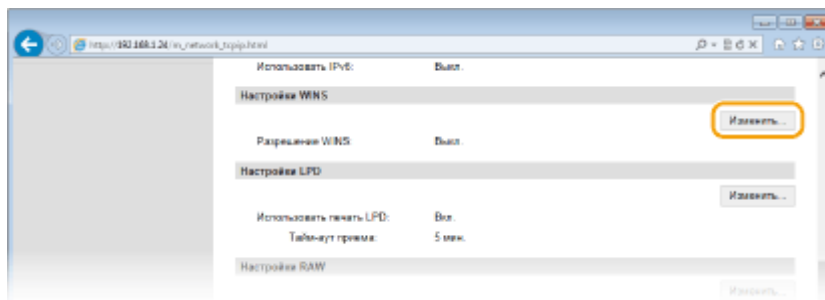 http://192.168.1.24/m_network_tcpip.html
Использовать IPv6: Выкл.
Настройки WINS
Изменить...
Разрешение WINS: Выкл.
Настройки LPD
Изменить...
Использовать печать LPD: Вкл.
Тайм-аут приема: 5 мин.
Настройки RAW
Изменить...